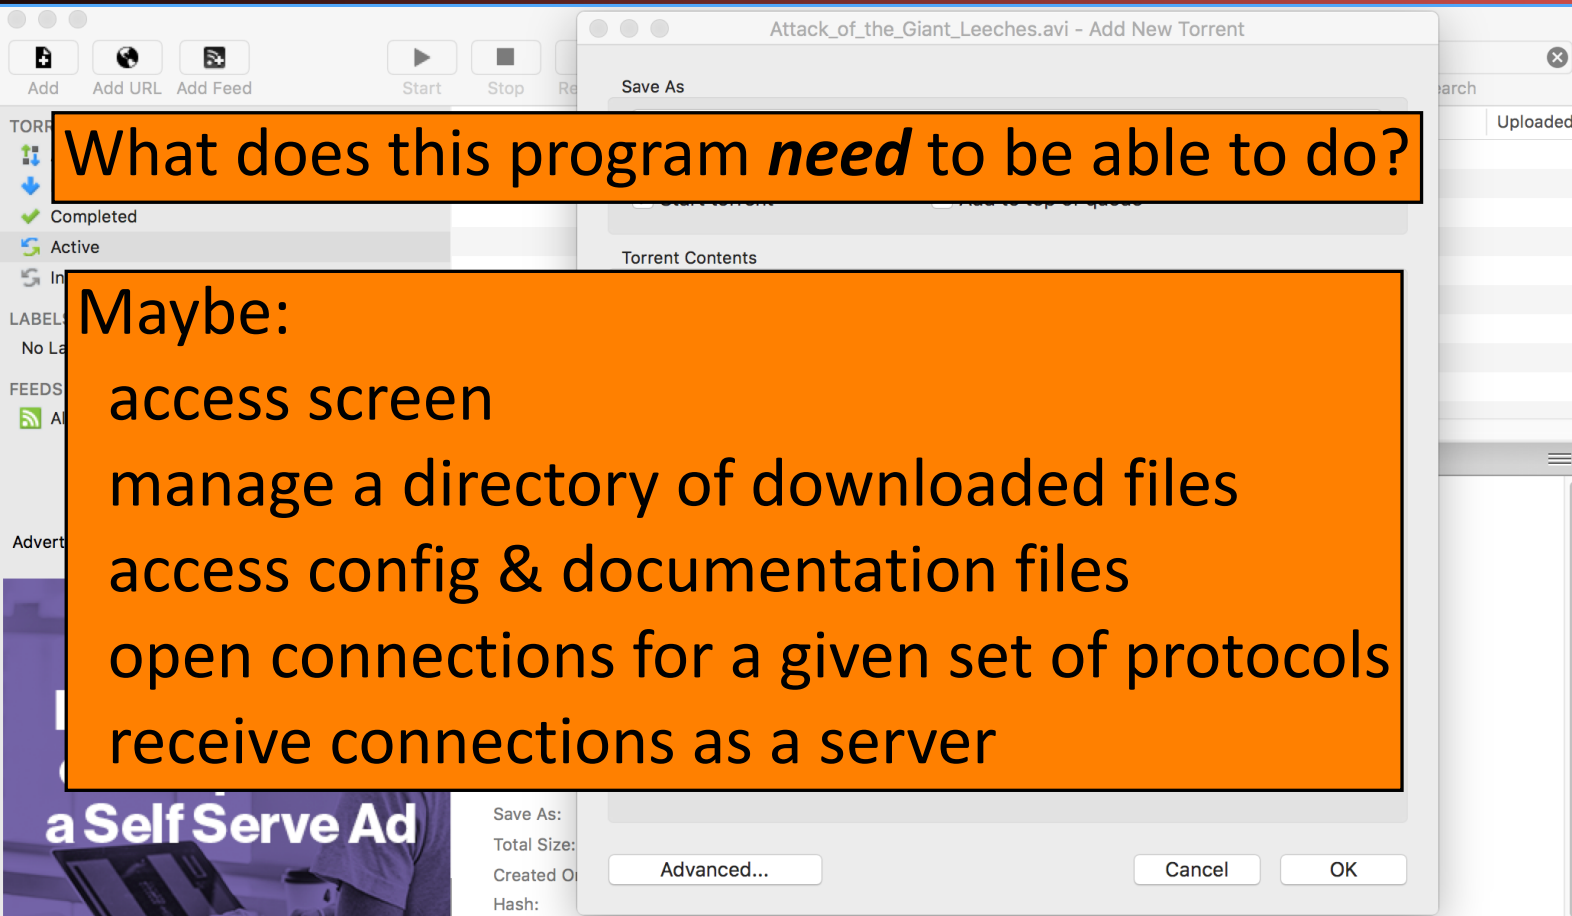 Attack_of_the_Giant_Leeches.avi - Add New Torrent
Add Add URL Add Feed Start Stop
Save As
Uploaded
What does this program need to be able to do?
Completed
Active
Torrent Contents
Maybe:
access screen
manage a directory of downloaded files
access config & documentation files
open connections for a given set of protocols
receive connections as a server
FEEDS
a Self Serve Ad
Save As:
Total Size:
Created
Hash:
Advanced...
Cancel
OK